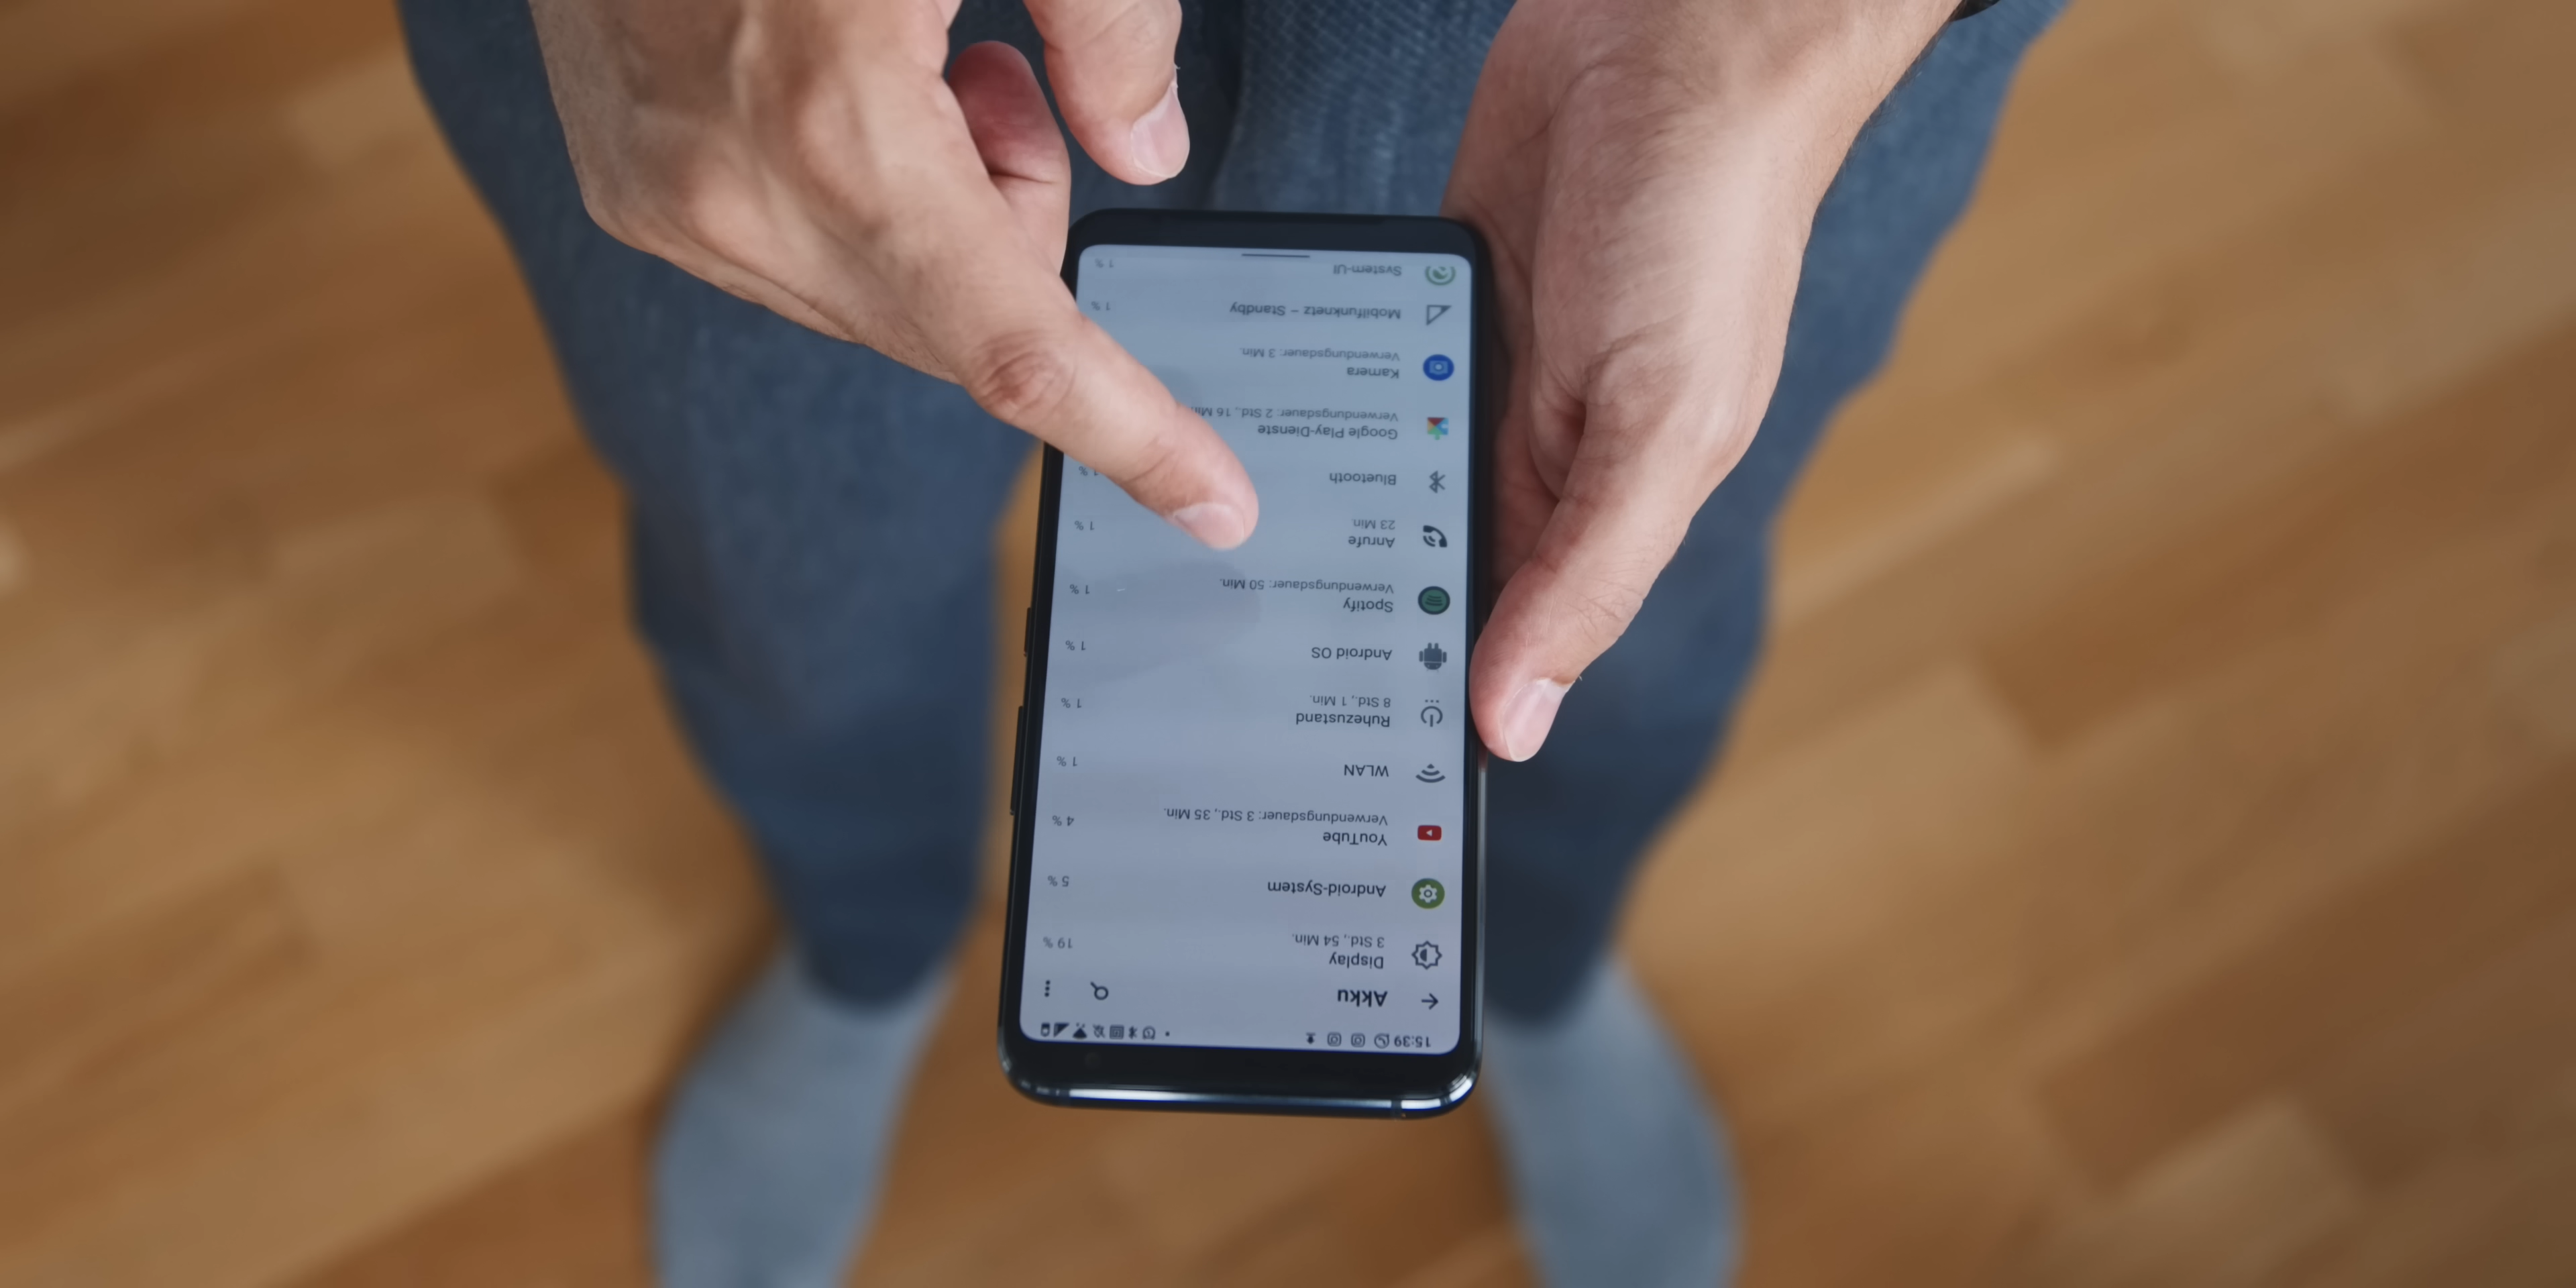 15:39
Akku
Display
3 Std., 54 Min.
19 %
Android-System
5 %
YouTube
Verwendungsdauer: 3 Std., 35 Min.
4 %
WLAN
1 %
Ruhezustand
8 Std., 1 Min.
1 %
Android OS
1 %
Spotify
Verwendungsdauer: 50 Min.
1 %
Anrufe
23 Min.
1 %
Bluetooth
1 %
Google Play-Dienste
Verwendungsdauer: 2 Std., 16 Min.
Kamera
Verwendungsdauer: 3 Min.
Mobilfunknetz – Standby
1 %
System-UI
1 %